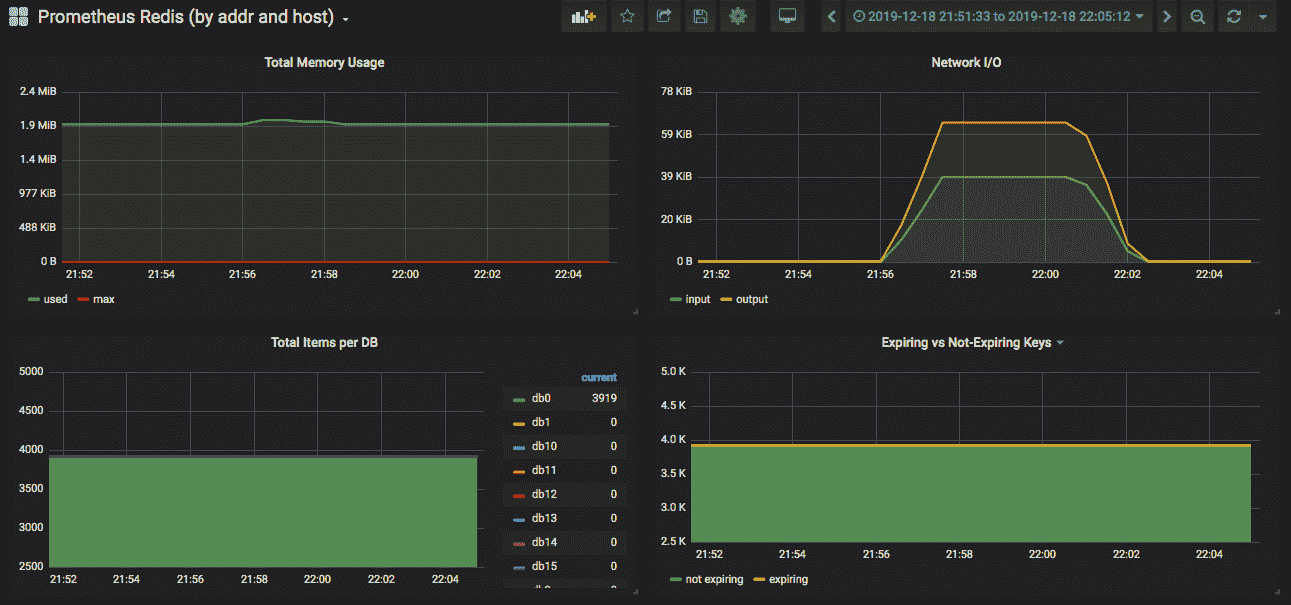 Prometheus Redis (by addr and host)
2019-12-18 21:51:33 to 2019-12-18 22:05:12
Total Memory Usage
2.4 MiB
1.9 MiB
1.4 MiB
977 KiB
488 KiB
0 B
21:52 21:54 21:56 21:58 22:00 22:02 22:04
used max
Network I/O
78 KiB
59 KiB
39 KiB
20 KiB
0 B
21:52 21:54 21:56 21:58 22:00 22:02 22:04
input output
Total Items per DB
5000
4500
4000
3500
3000
2500
21:52 21:54 21:56 21:58 22:00 22:02 22:04
current
db0 3919
db1 0
db10 0
db11 0
db12 0
db13 0
db14 0
db15 0
Expiring vs Not-Expiring Keys
5.0 K
4.5 K
4.0 K
3.5 K
3.0 K
2.5 K
21:52 21:54 21:56 21:58 22:00 22:02 22:04
not expiring expiring